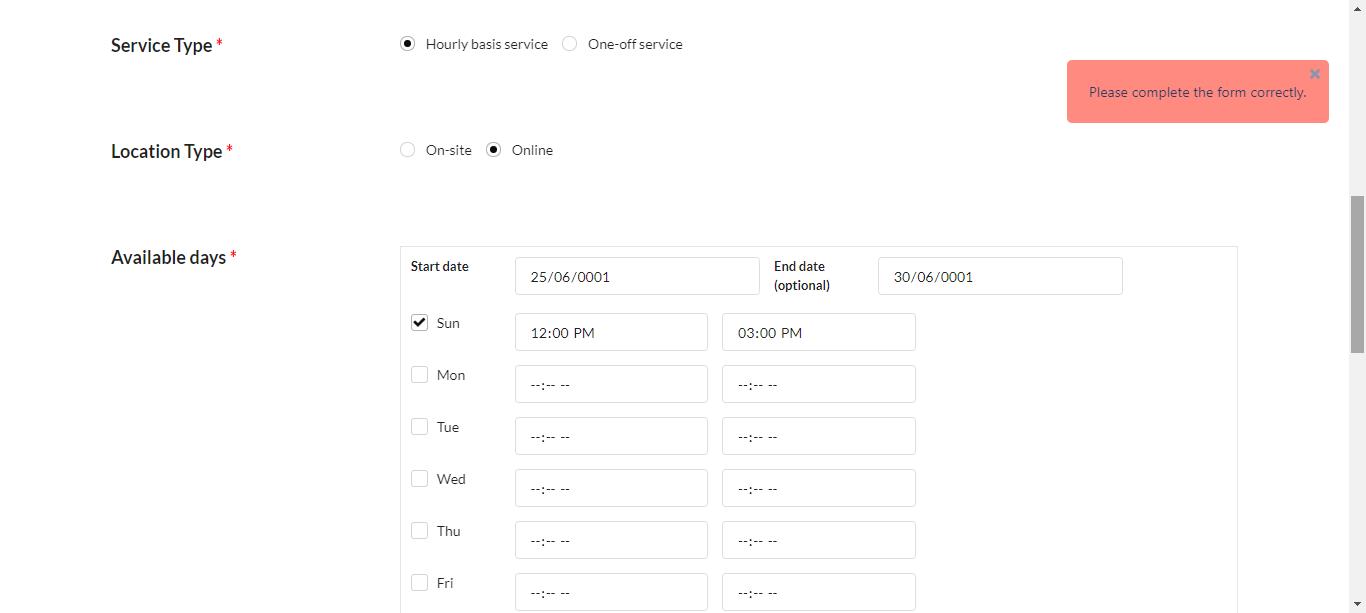 Service Type *
Hourly basis service One-off service
Please complete the form correctly.
Location Type *
On-site Online
Available days *
Start date 25/06/0001 End date (optional) 30/06/0001
Sun 12:00 PM 03:00 PM
Mon --:-- -- --:-- --
Tue --:-- -- --:-- --
Wed --:-- -- --:-- --
Thu --:-- -- --:-- --
Fri --:-- -- --:-- --